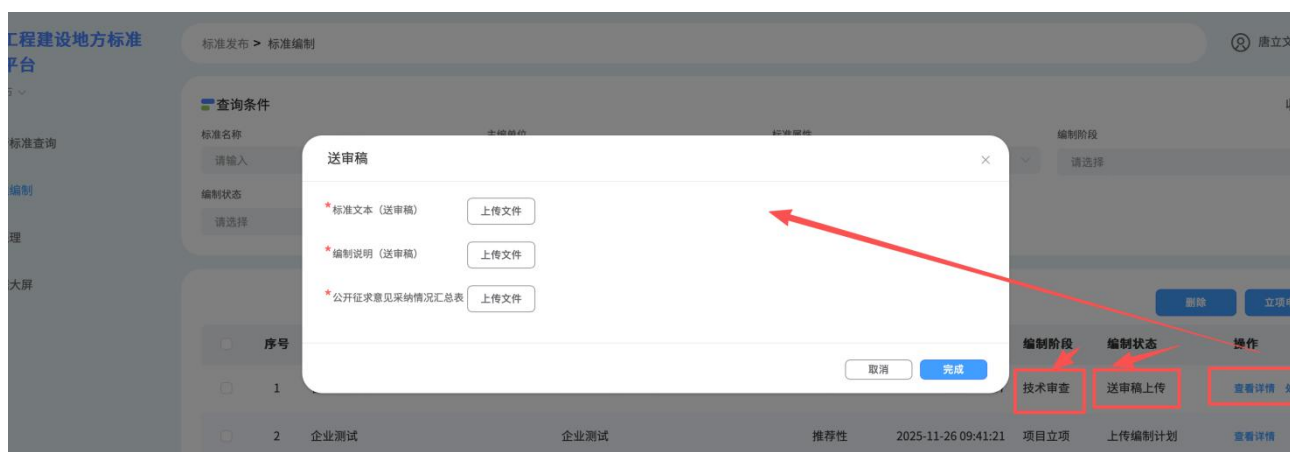 工程建设地方标准
平台
标准发布 > 标准编制
唐立文
查询条件
标准名称
标准查询
编制阶段
请输入
请选择
送审稿
编制
编制状态
请选择
*标准文本（送审稿） 上传文件
理
*编制说明（送审稿） 上传文件
大屏
*公开征求意见采纳情况汇总表 上传文件
删除 立项
序号 编制阶段 编制状态 操作
取消 完成
1 技术审查 送审稿上传 查看详情
2 企业测试 企业测试 推荐性 2025-11-26 09:41:21 项目立项 上传编制计划 查看详情